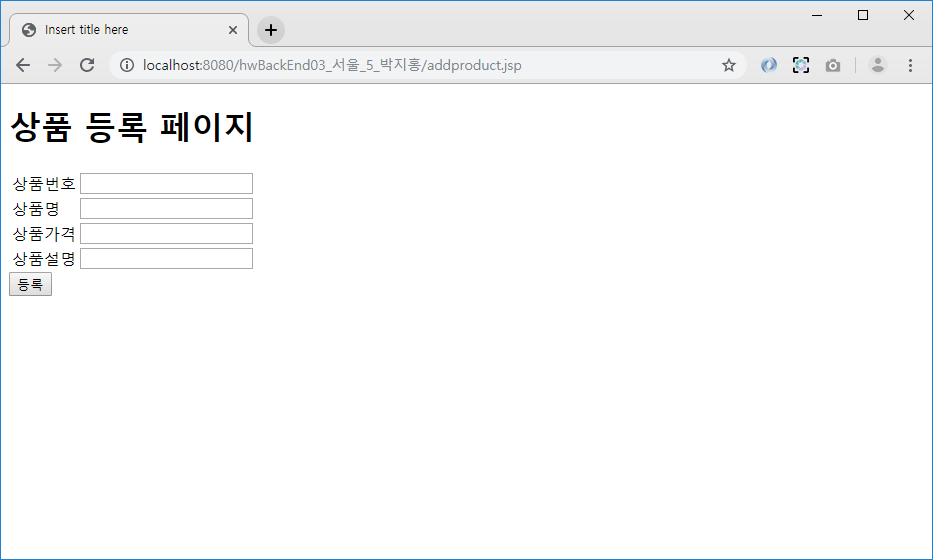 Insert title here
localhost:8080/hwBackEnd03_서울_5_박지홍/addproduct.jsp
상품 등록 페이지
상품번호
상품명
상품가격
상품설명
등록